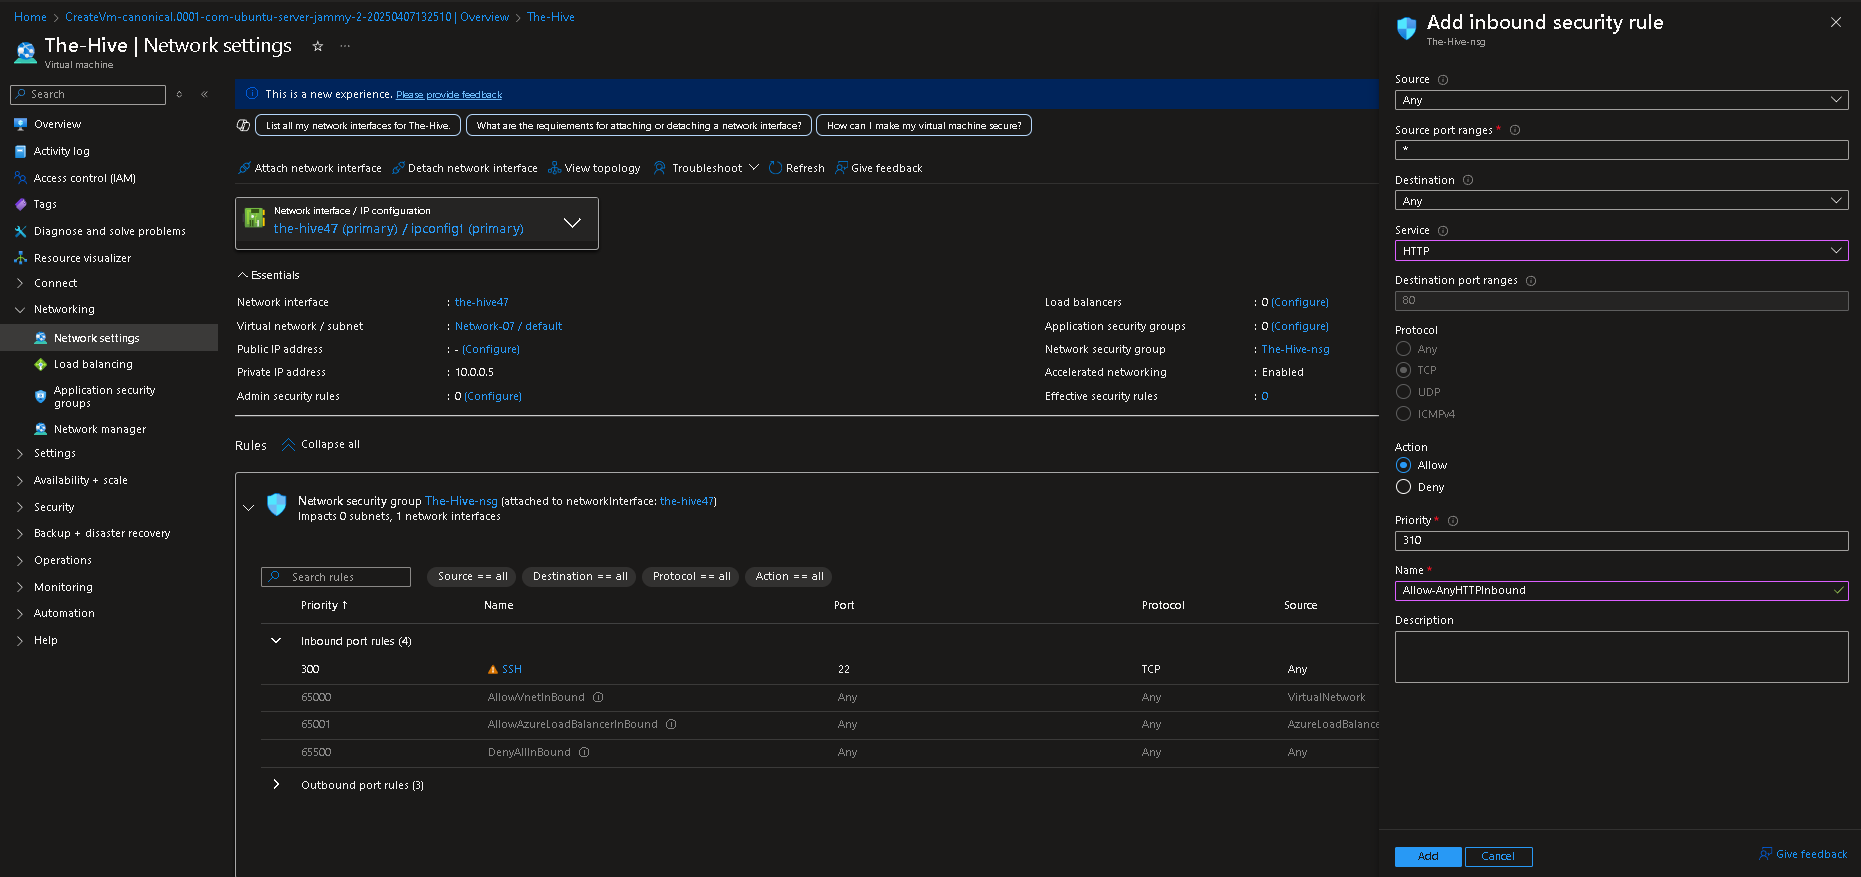 Home > CreateVm-canonical.0001-com-ubuntu-server-jammy-2-20250407132510 | Overview > The-Hive
The-Hive | Network settings
Virtual machine
Search
Overview
Activity log
Access control (IAM)
Tags
Diagnose and solve problems
Resource visualizer
Connect
Networking
Network settings
Load balancing
Application security
groups
Network manager
Settings
Availability + scale
Security
Backup + disaster recovery
Operations
Monitoring
Automation
Help
This is a new experience. Please provide feedback
List all my network interfaces for The-Hive.
What are the requirements for attaching or detaching a network interface?
How can I make my virtual machine secure?
Attach network interface Detach network interface View topology Troubleshoot Refresh Give feedback
Network interface / IP configuration
the-hive47 (primary) / ipconfig1 (primary)
Essentials
Network interface : the-hive47
Virtual network / subnet : Network-07 / default
Public IP address : - (Configure)
Private IP address : 10.0.0.5
Admin security rules : 0 (Configure)
Load balancers : 0 (Configure)
Application security groups : 0 (Configure)
Network security group : The-Hive-nsg
Accelerated networking : Enabled
Effective security rules : 0
Rules Collapse all
Network security group The-Hive-nsg (attached to networkInterface: the-hive47)
Impacts 0 subnets, 1 network interfaces
Search rules Source == all Destination == all Protocol == all Action == all
Priority ↑ Name Port Protocol Source
Inbound port rules (4)
300 SSH 22 TCP Any
65000 AllowVnetInBound Any Any VirtualNetwork
65001 AllowAzureLoadBalancerInBound Any Any AzureLoadBalance
65500 DenyAllInBound Any Any Any
Outbound port rules (3)
Add inbound security rule
The-Hive-nsg
Source
Any
Source port ranges *
*
Destination
Any
Service
HTTP
Destination port ranges
80
Protocol
Any
TCP
UDP
ICMPv4
Action
Allow
Deny
Priority *
310
Name *
Allow-AnyHTTPInbound
Description
Add Cancel Give feedback